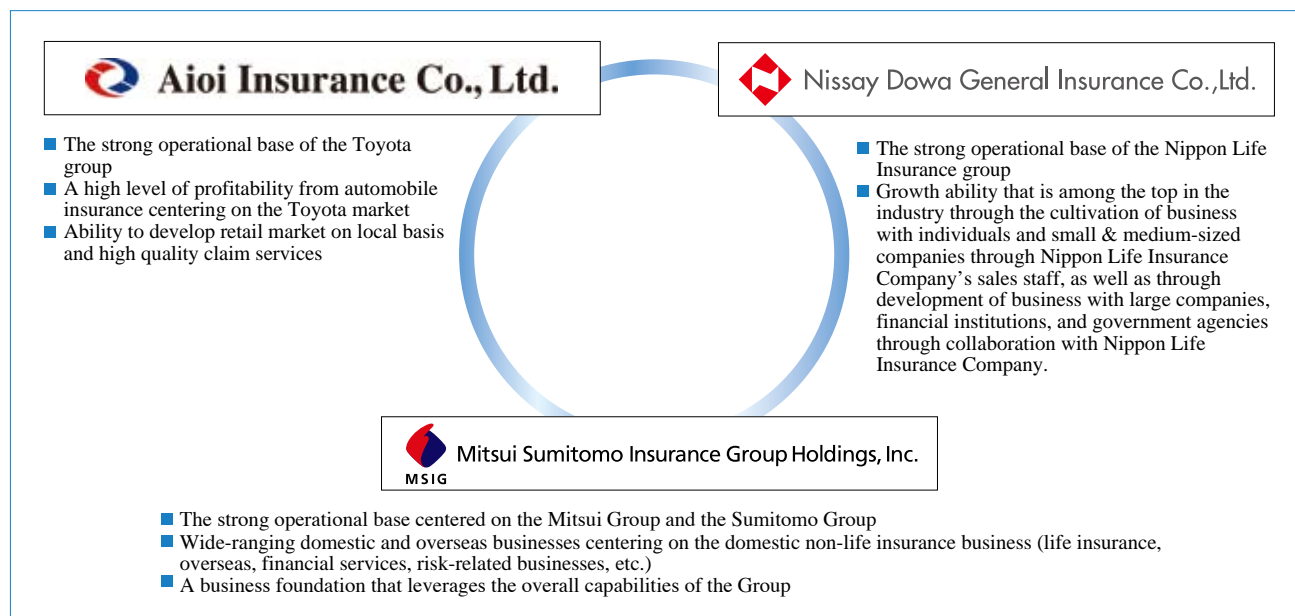 Aioi Insurance Co., Ltd.
The strong operational base of the Toyota
group
A high level of profitability from automobile
insurance centering on the Toyota market
Ability to develop retail market on local basis
and high quality claim services
Nissay Dowa General Insurance Co.,Ltd.
The strong operational base of the Nippon Life
Insurance group
Growth ability that is among the top in the
industry through the cultivation of business
with individuals and small & medium-sized
companies through Nippon Life Insurance
Company’s sales staff, as well as through
development of business with large companies,
financial institutions, and government agencies
through collaboration with Nippon Life
Insurance Company.
MSIG
Mitsui Sumitomo Insurance Group Holdings, Inc.
The strong operational base centered on the Mitsui Group and the Sumitomo Group
Wide-ranging domestic and overseas businesses centering on the domestic non-life insurance business (life insurance,
overseas, financial services, risk-related businesses, etc.)
A business foundation that leverages the overall capabilities of the Group